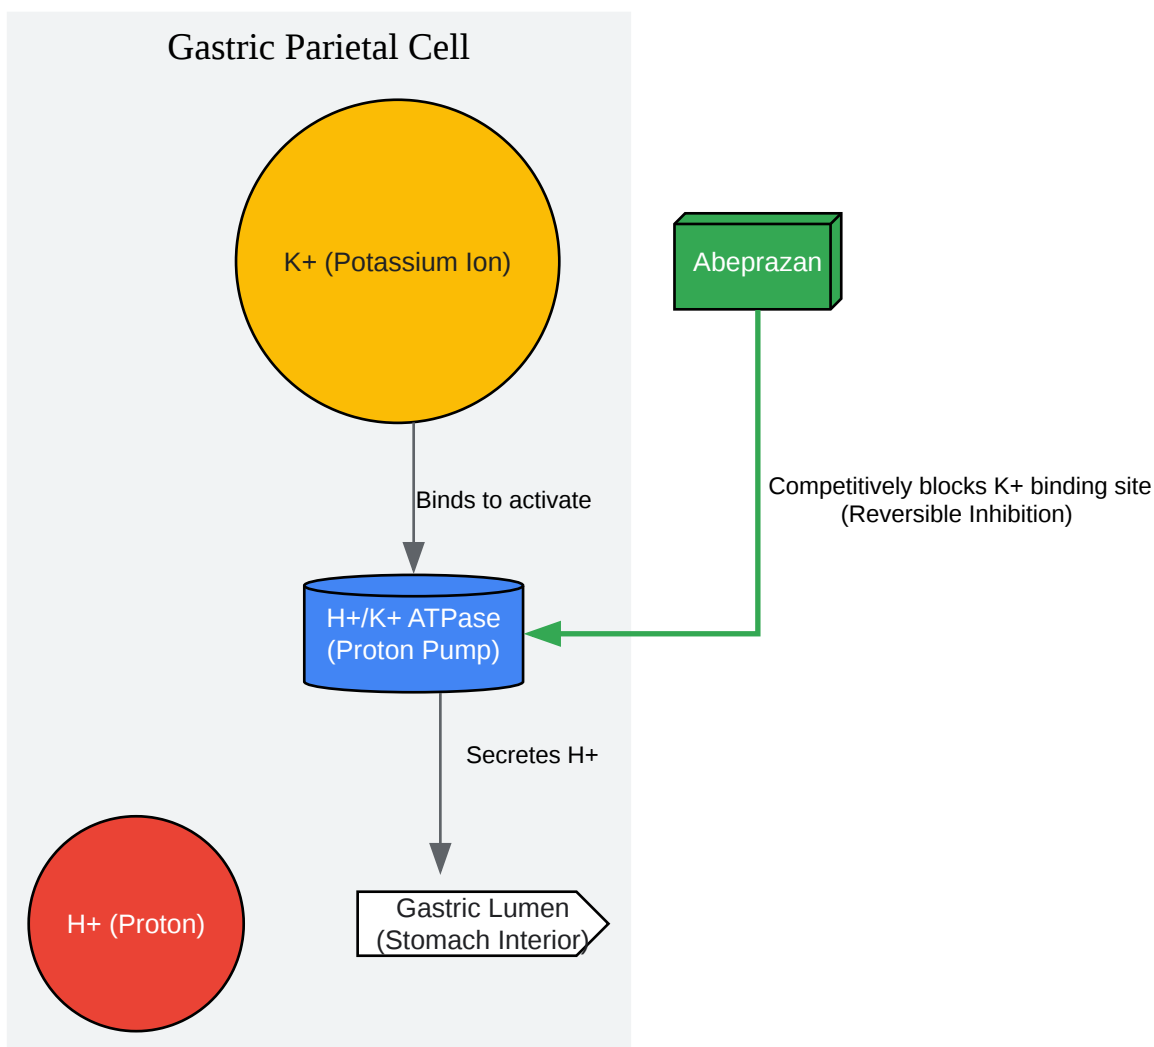 Gastric Parietal Cell
K+ (Potassium Ion)
Abeprazan
Binds to activate
Competitively blocks K+ binding site
(Reversible Inhibition)
H+/K+ ATPase
(Proton Pump)
Secretes H+
H+ (Proton)
Gastric Lumen
(Stomach Interior)